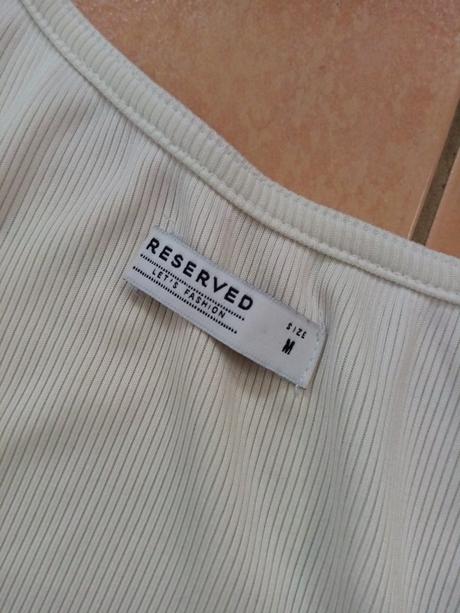 RESERVED
LET'S FASHION
SIZE
M